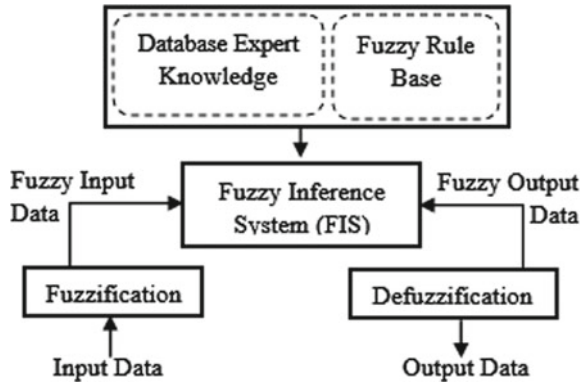 Database Expert
Knowledge
Fuzzy Rule
Base
Fuzzy Input
Data
Fuzzy Inference
System (FIS)
Fuzzy Output
Data
Fuzzification
Defuzzification
Input Data
Output Data